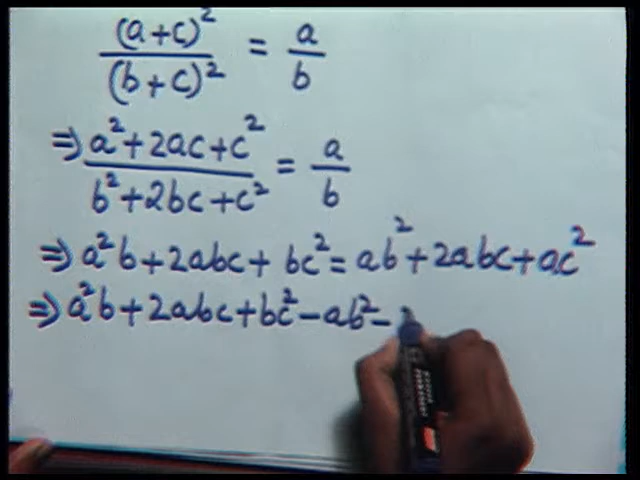 (a+c)² / (b+c)² = a / b
⇒ a²+2ac+c² / b²+2bc+c² = a / b
⇒ a²b+2abc+bc²=ab²+2abc+ac²
⇒ a²b+2abc+bc²-ab²-